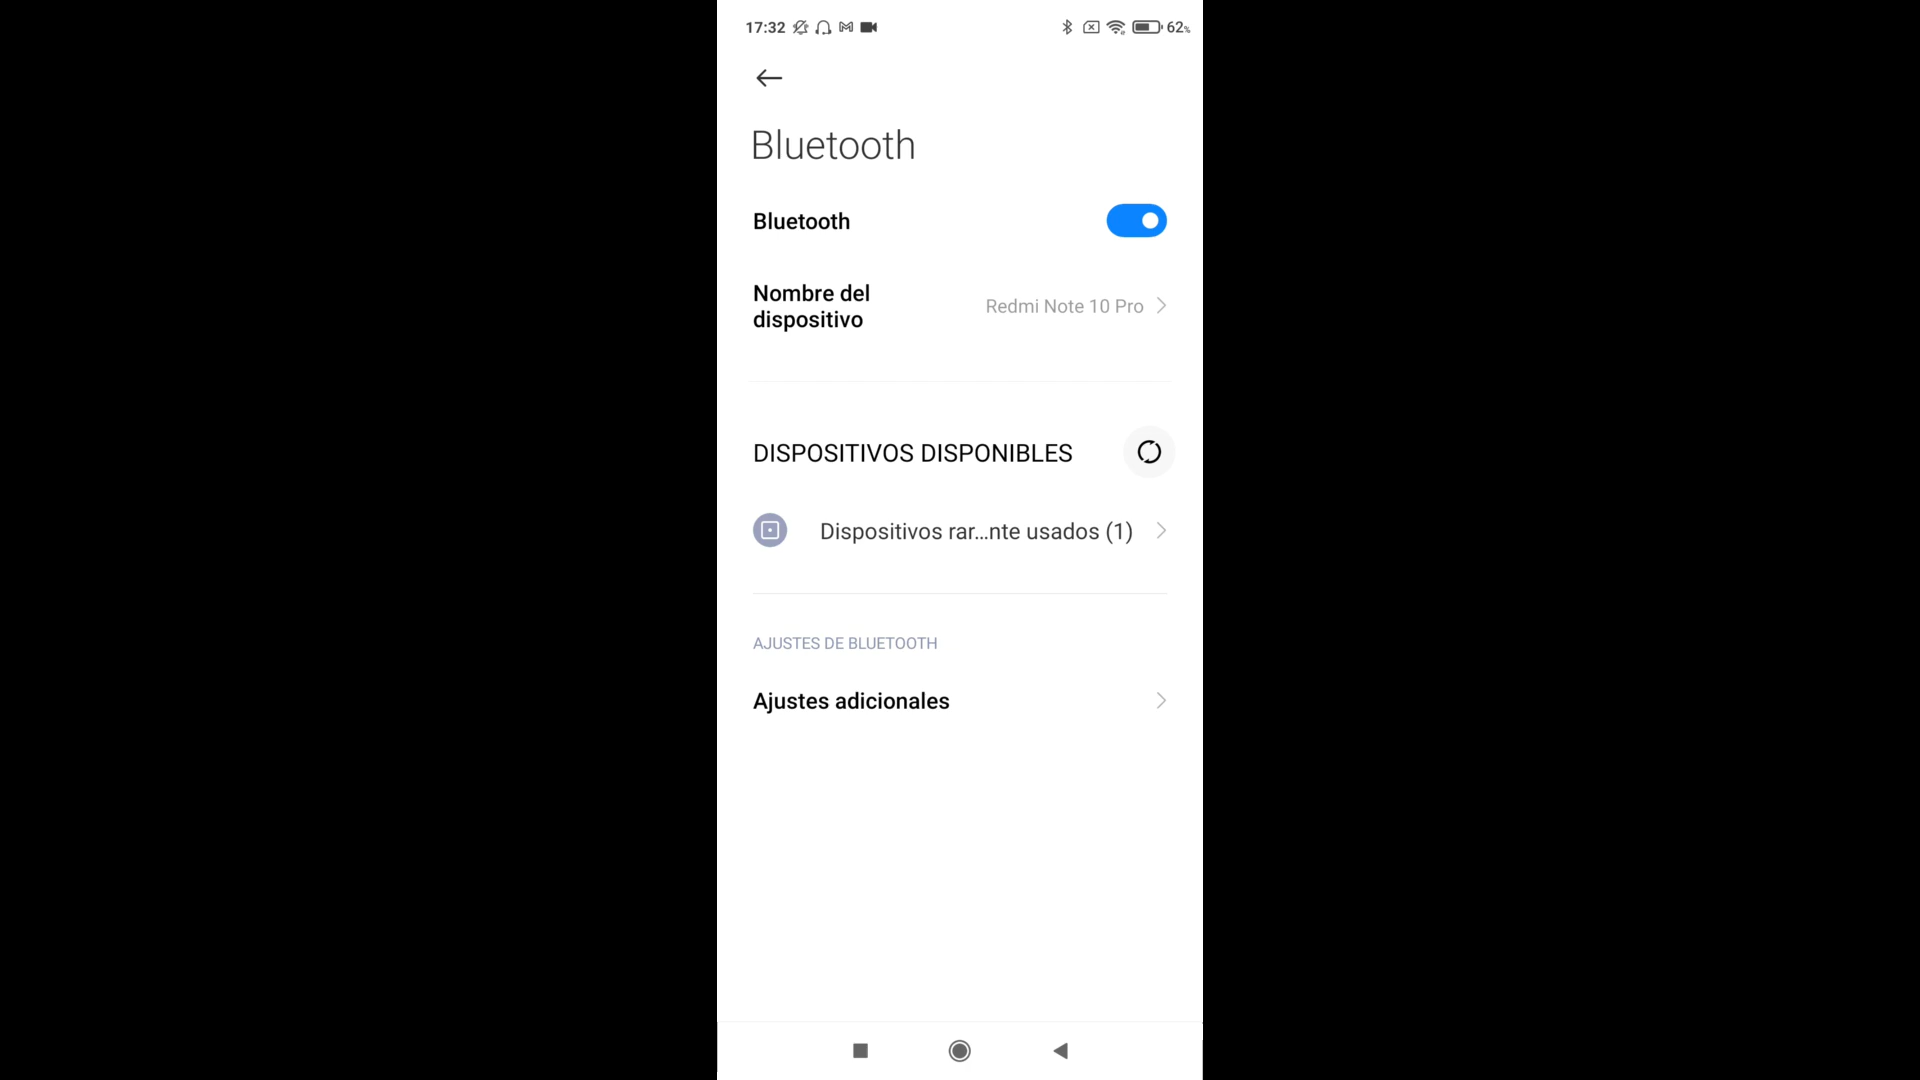 17:32 62%
Bluetooth
Bluetooth
Nombre del
dispositivo
Redmi Note 10 Pro
DISPOSITIVOS DISPONIBLES
Dispositivos rar...nte usados (1)
AJUSTES DE BLUETOOTH
Ajustes adicionales